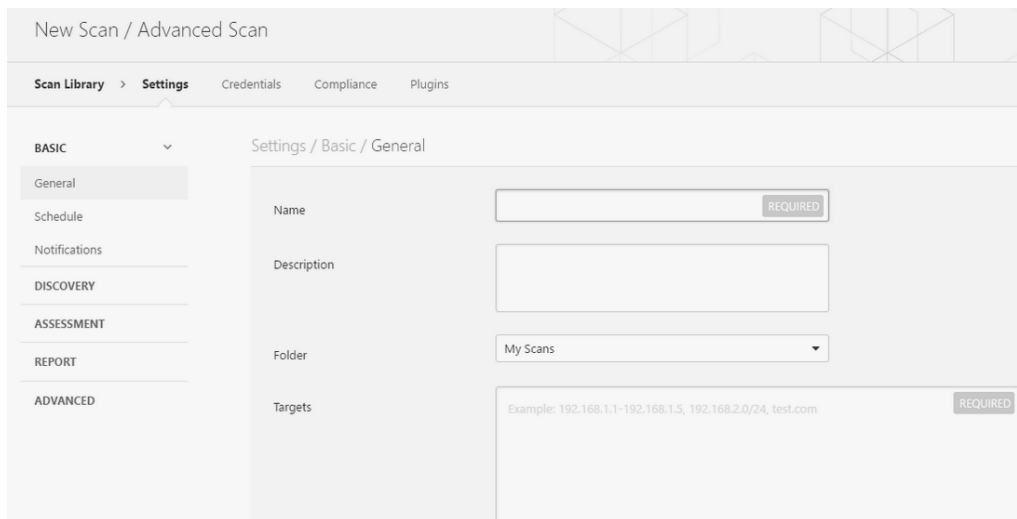 New Scan / Advanced Scan
Scan Library > Settings Credentials Compliance Plugins
BASIC
General
Schedule
Notifications
DISCOVERY
ASSESSMENT
REPORT
ADVANCED
Settings / Basic / General
Name REQUIRED
Description
Folder My Scans
Targets Example: 192.168.1.1-192.168.1.5, 192.168.2.0/24, test.com REQUIRED